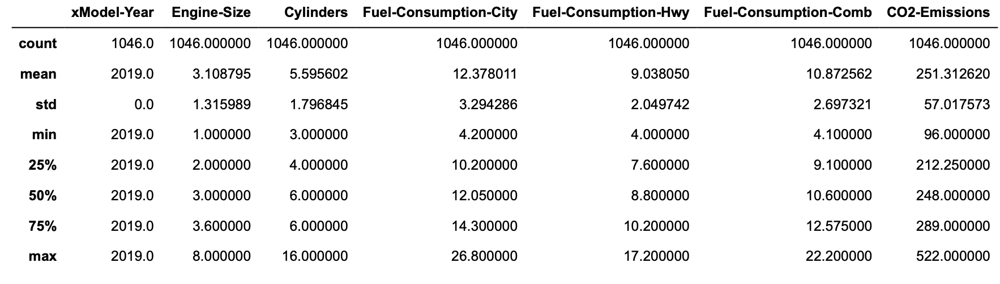 xModel-Year Engine-Size Cylinders Fuel-Consumption-City Fuel-Consumption-Hwy Fuel-Consumption-Comb CO2-Emissions
count 1046.0 1046.000000 1046.000000 1046.000000 1046.000000 1046.000000 1046.000000
mean 2019.0 3.108795 5.595602 12.378011 9.038050 10.872562 251.312620
std 0.0 1.315989 1.796845 3.294286 2.049742 2.697321 57.017573
min 2019.0 1.000000 3.000000 4.200000 4.000000 4.100000 96.000000
25% 2019.0 2.000000 4.000000 10.200000 7.600000 9.100000 212.250000
50% 2019.0 3.000000 6.000000 12.050000 8.800000 10.600000 248.000000
75% 2019.0 3.600000 6.000000 14.300000 10.200000 12.575000 289.000000
max 2019.0 8.000000 16.000000 26.800000 17.200000 22.200000 522.000000